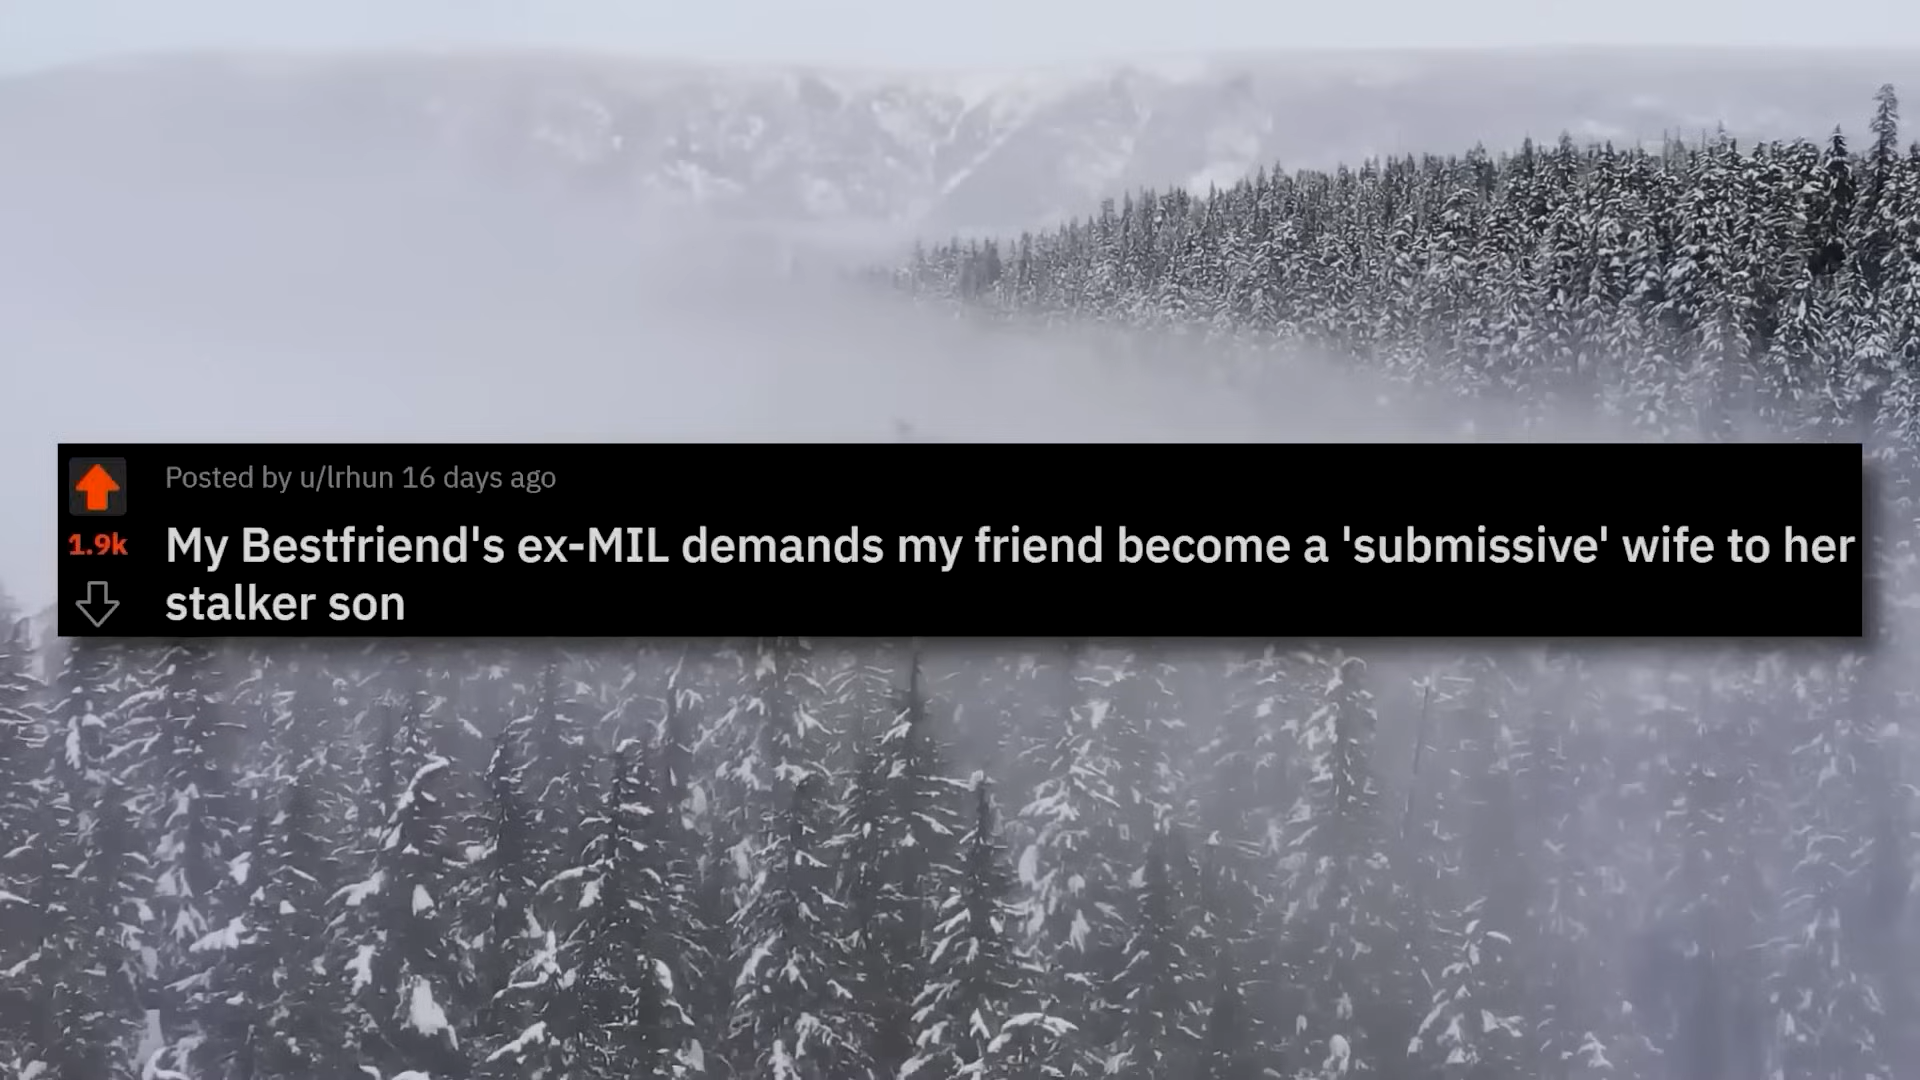 Posted by u/lrhun 16 days ago
1.9k
My Bestfriend's ex-MIL demands my friend become a 'submissive' wife to her
stalker son